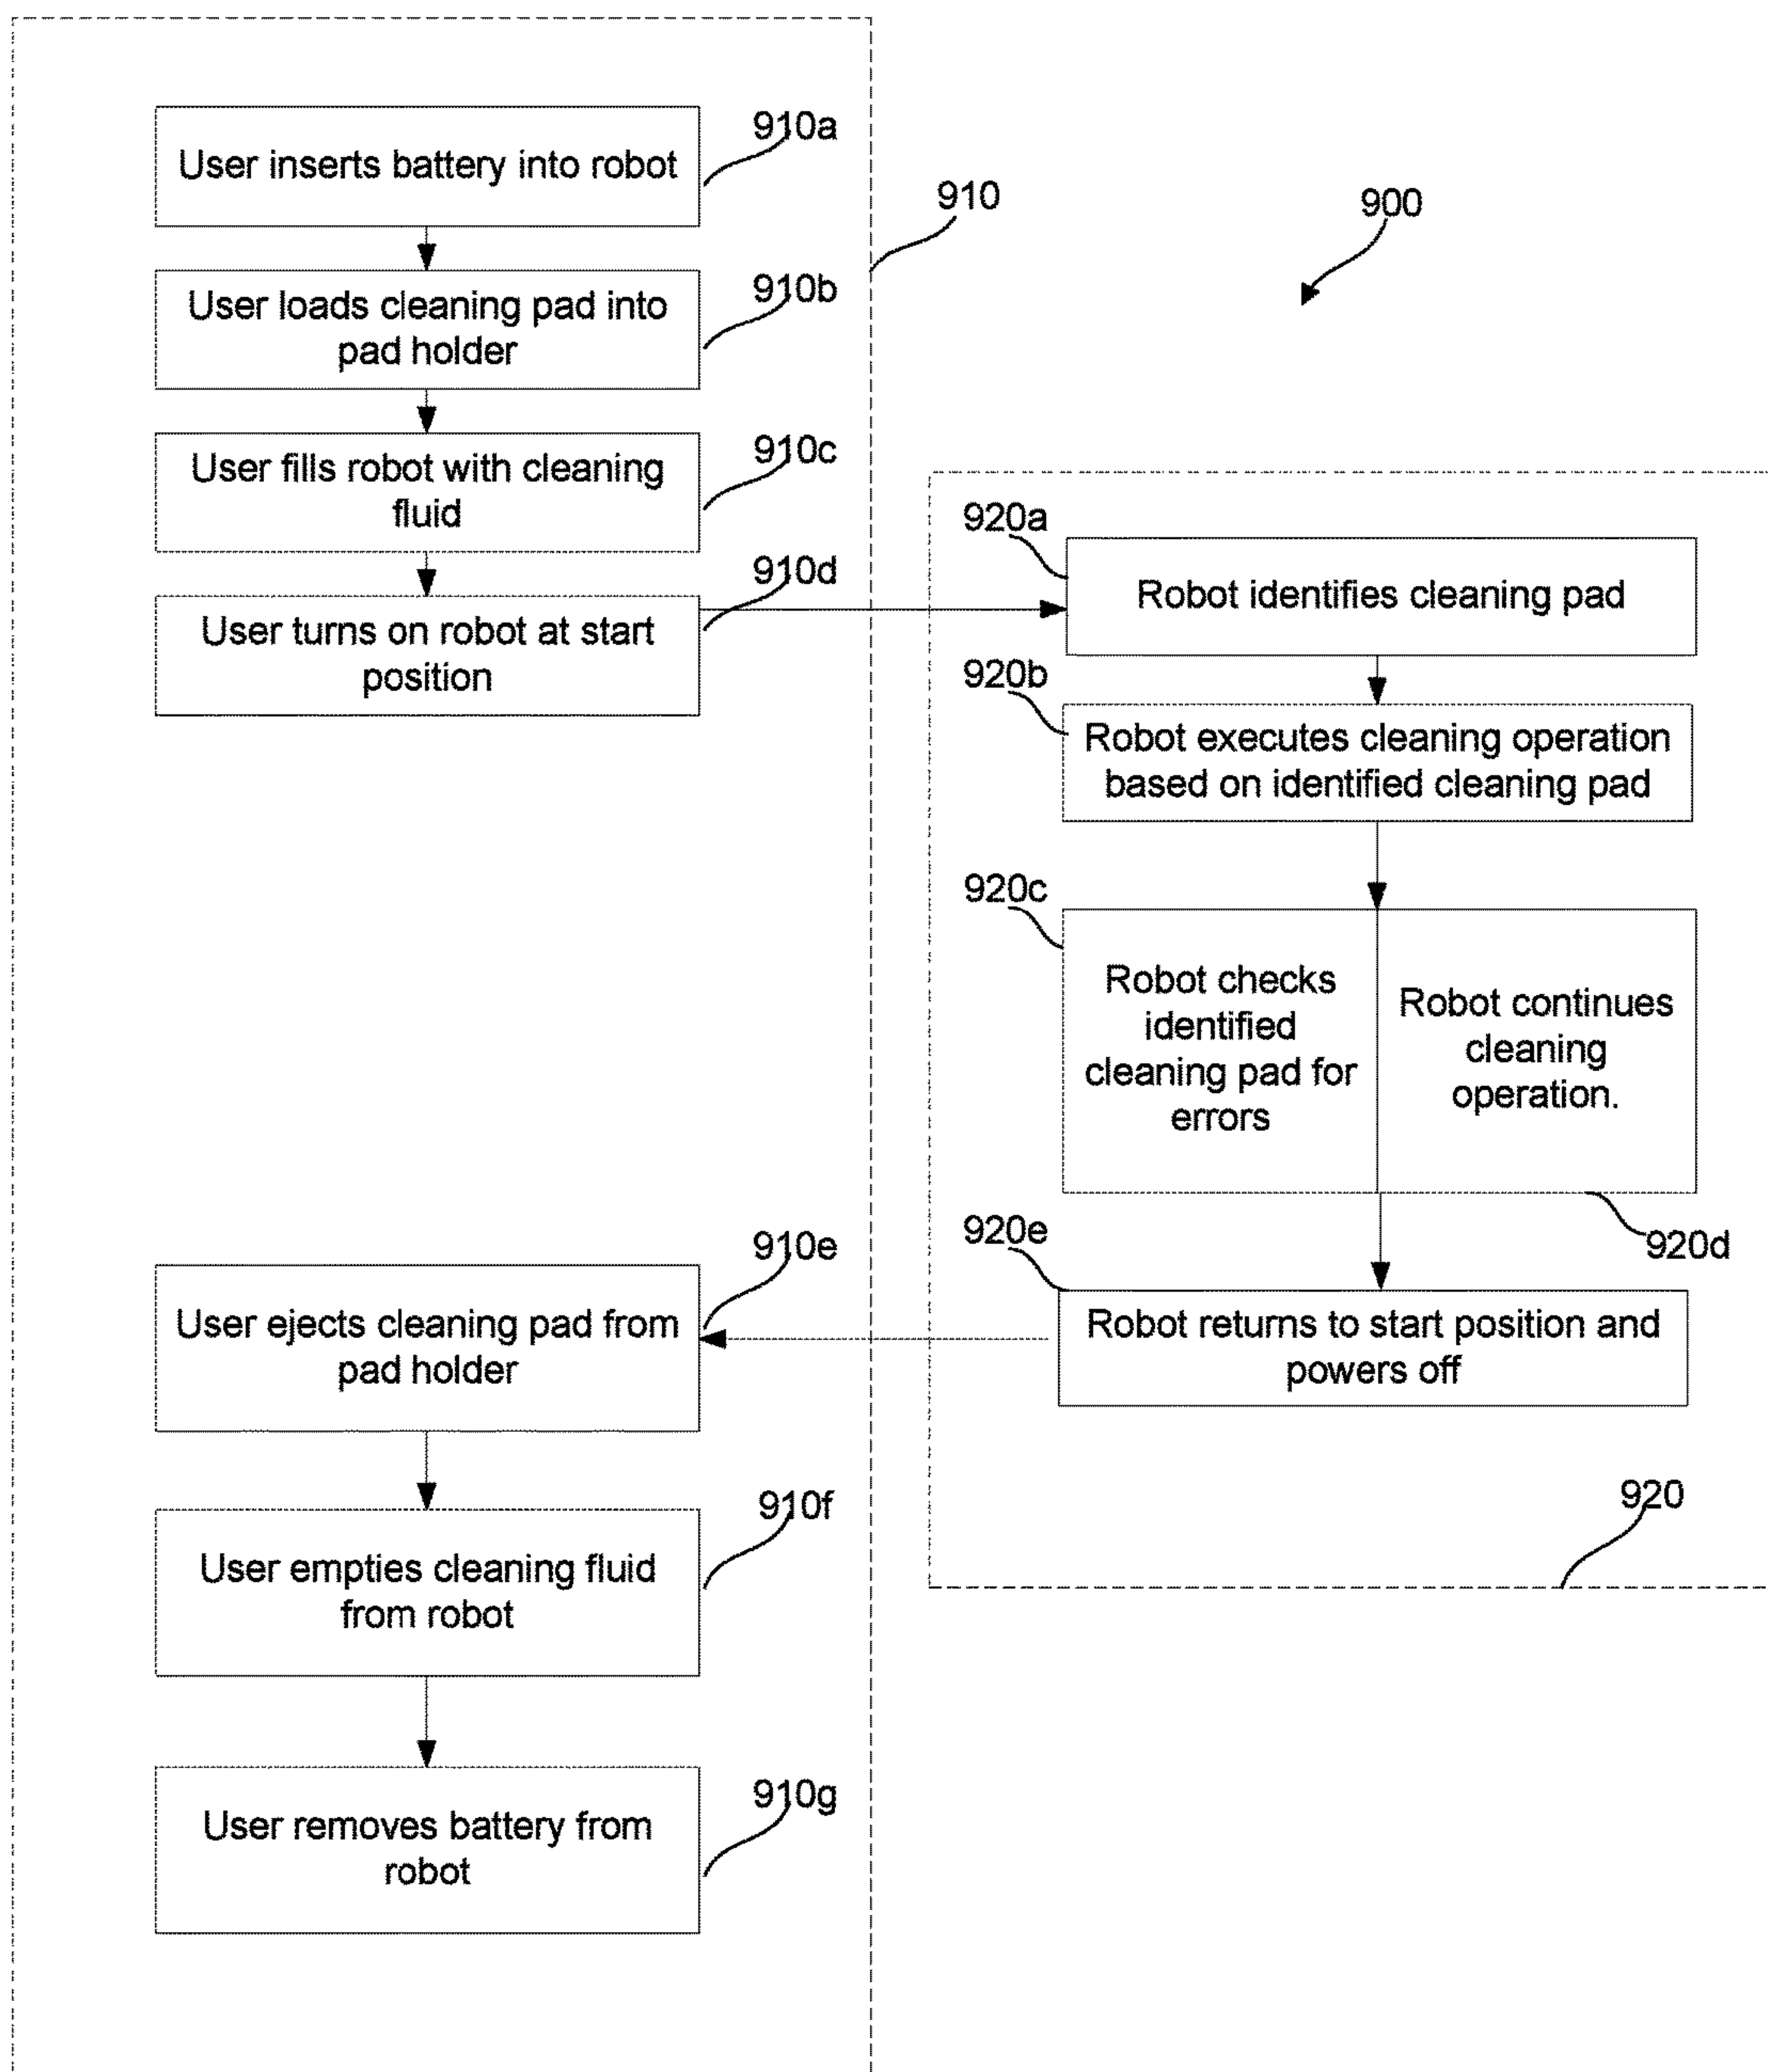 910a
User inserts battery into robot
910
900
910b
User loads cleaning pad into
pad holder
910c
User fills robot with cleaning
fluid
910d
User turns on robot at start
position
920a
Robot identifies cleaning pad
920b
Robot executes cleaning operation
based on identified cleaning pad
920c
Robot checks
identified
cleaning pad for
errors
Robot continues
cleaning
operation.
920d
920e
Robot returns to start position and
powers off
910e
User ejects cleaning pad from
pad holder
920
910f
User empties cleaning fluid
from robot
910g
User removes battery from
robot